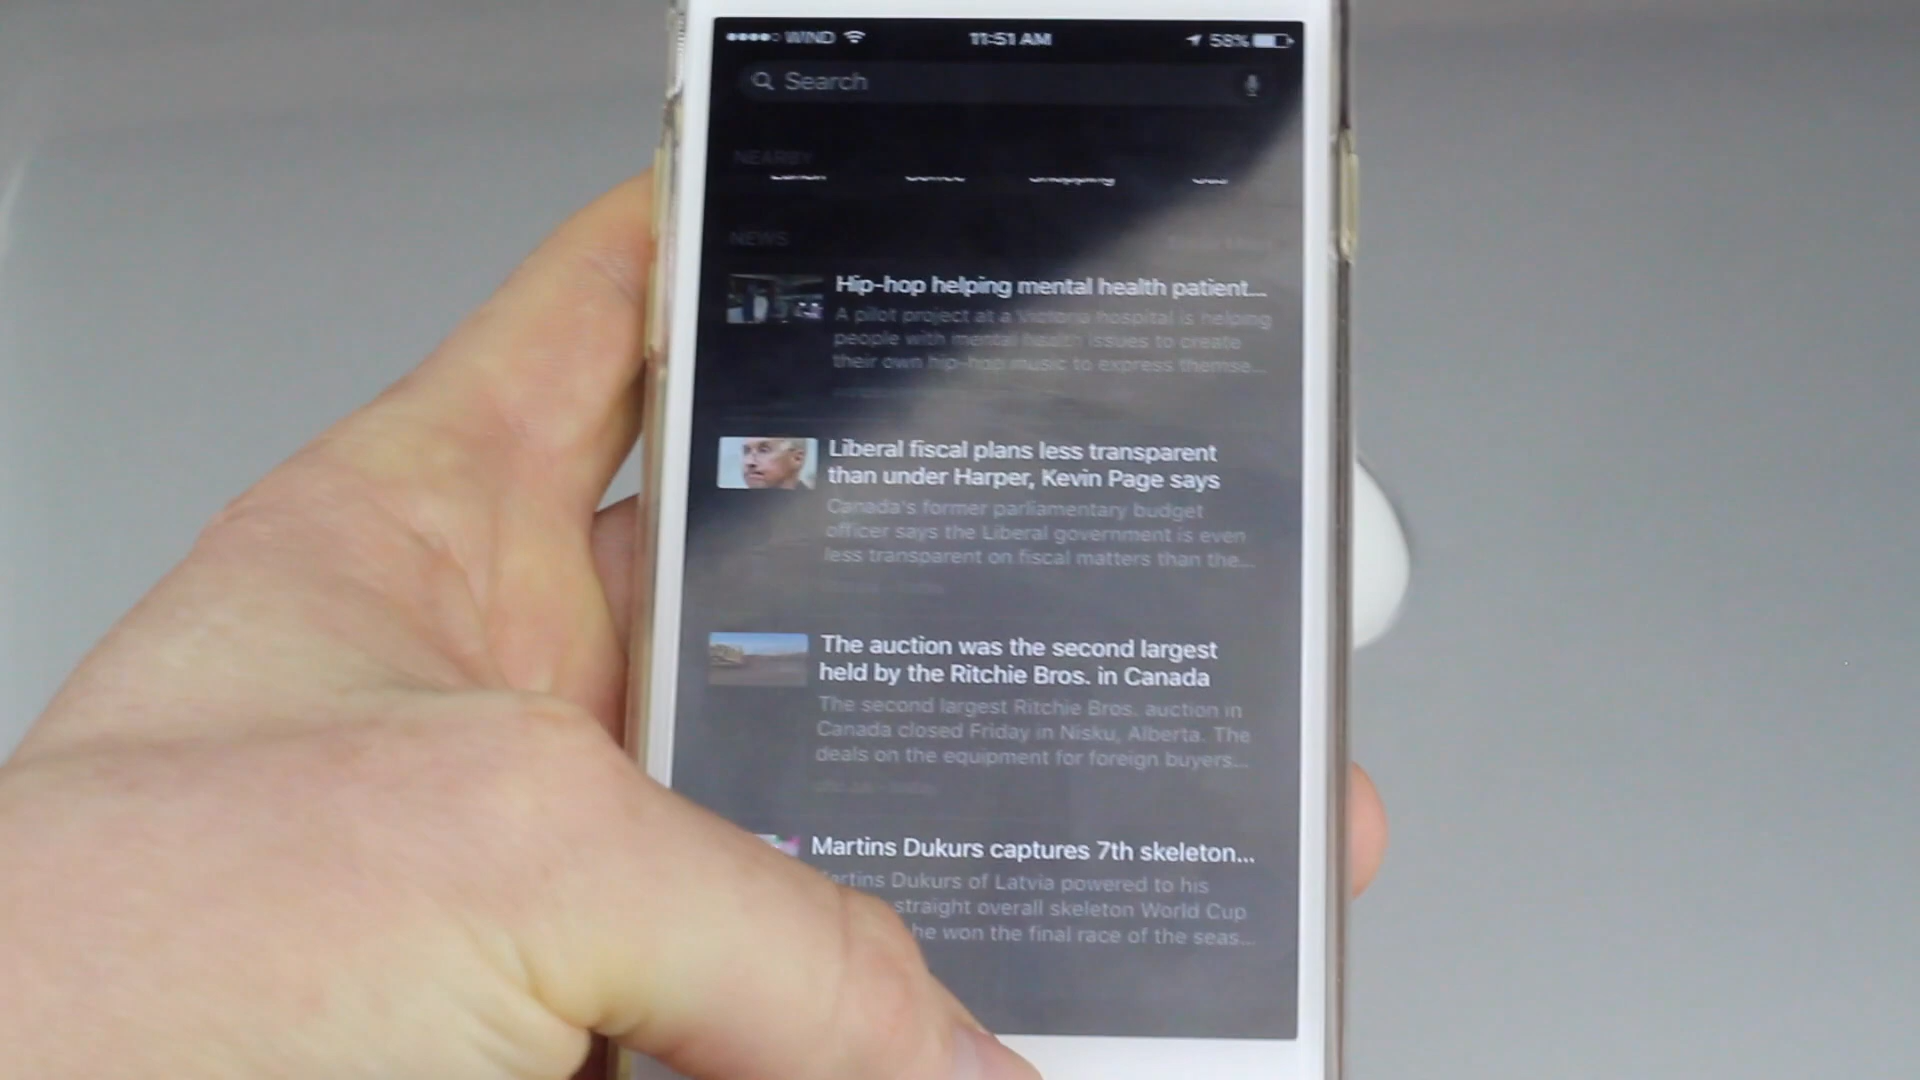 WIND 11:51 AM 58%
Search
NEARBY
NEWS
Hip-hop helping mental health patient...
A pilot project at a Victoria hospital is helping
people with mental health issues to create
their own hip-hop music to express themse...
Liberal fiscal plans less transparent
than under Harper, Kevin Page says
Canada's former parliamentary budget
officer says the Liberal government is even
less transparent on fiscal matters than the...
The auction was the second largest
held by the Ritchie Bros. in Canada
The second largest Ritchie Bros. auction in
Canada closed Friday in Nisku, Alberta. The
deals on the equipment for foreign buyers...
Martins Dukurs captures 7th skeleton...
Martins Dukurs of Latvia powered to his
straight overall skeleton World Cup
he won the final race of the seas...